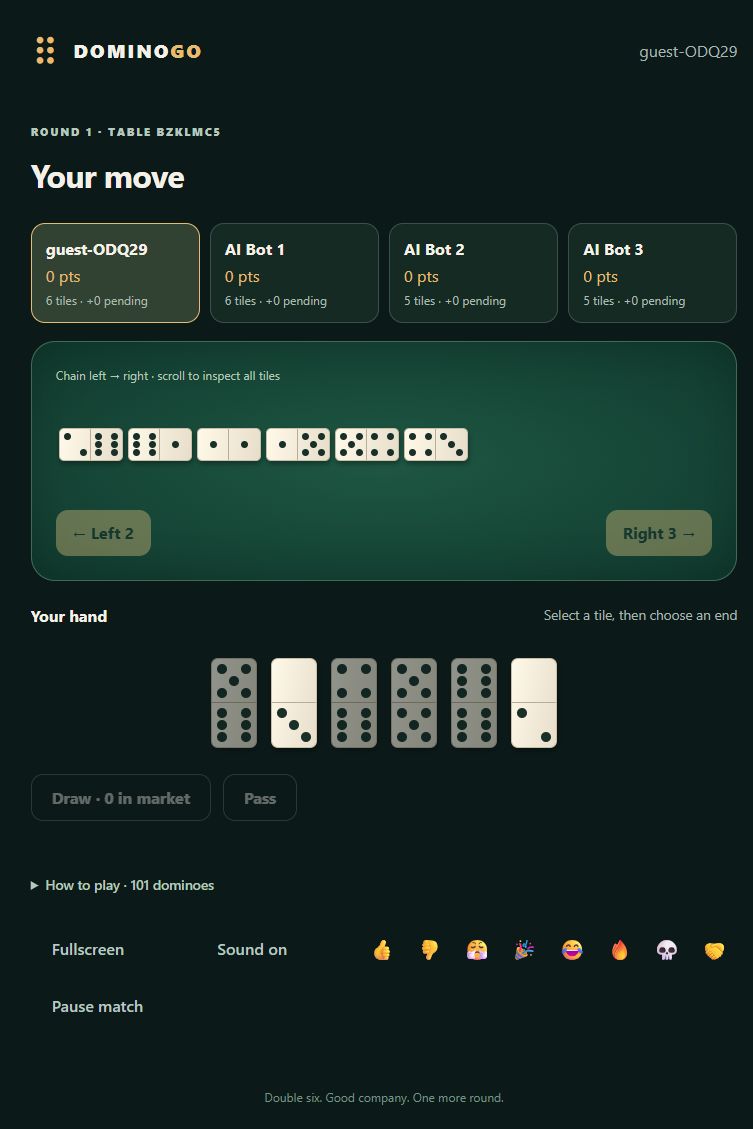 DOMINOGO
guest-ODQ29
ROUND 1 · TABLE BZKLMC5
Your move
guest-ODQ29
0 pts
6 tiles · +0 pending
AI Bot 1
0 pts
6 tiles · +0 pending
AI Bot 2
0 pts
5 tiles · +0 pending
AI Bot 3
0 pts
5 tiles · +0 pending
Chain left → right · scroll to inspect all tiles
← Left 2
Right 3 →
Your hand
Select a tile, then choose an end
Draw · 0 in market
Pass
▶ How to play · 101 dominoes
Fullscreen
Sound on
Pause match
Double six. Good company. One more round.